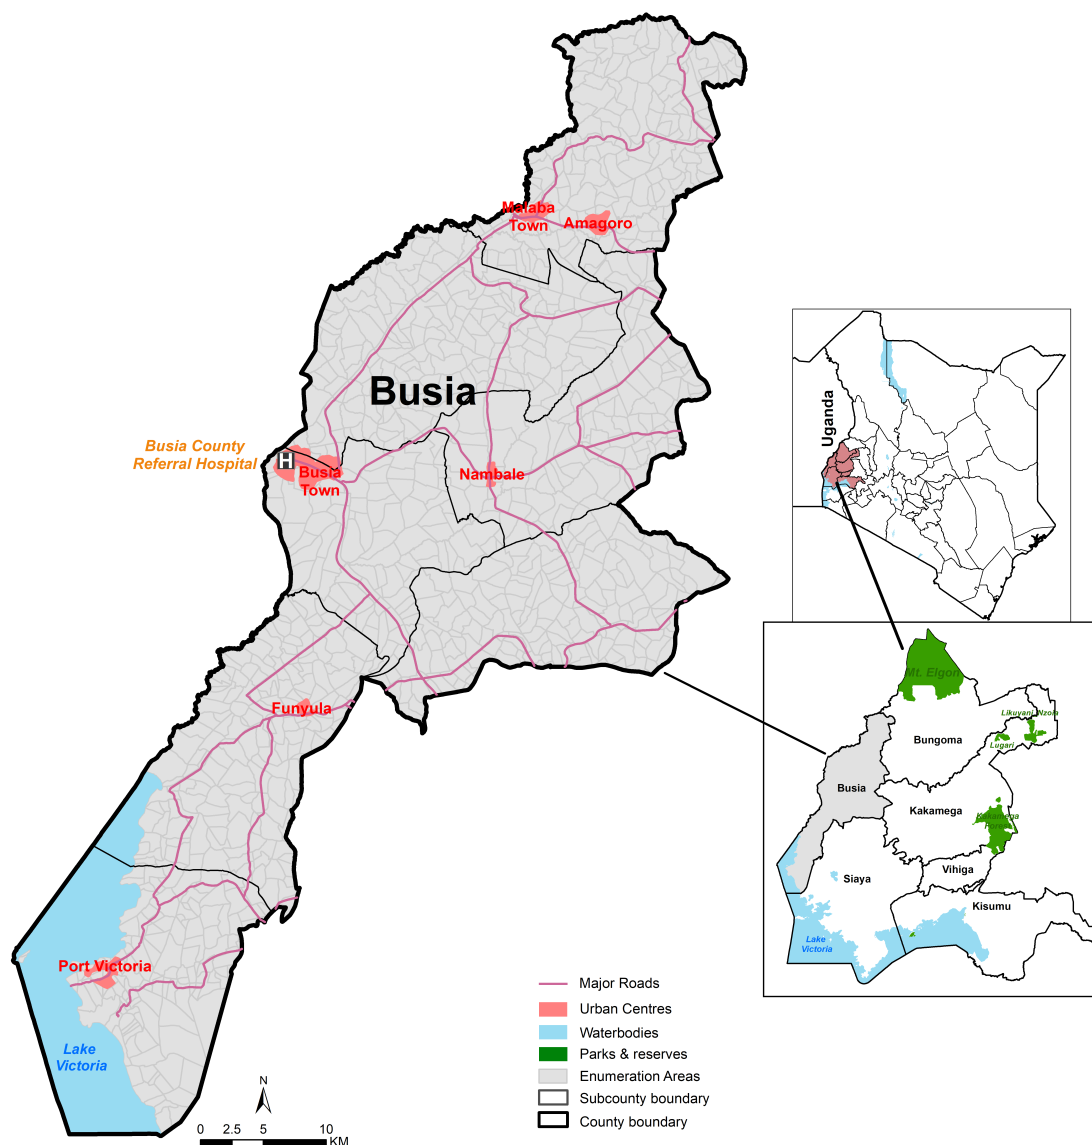 Malaba
Town
Amagoro
Busia
Busia County
Referral Hospital
H
Busia
Town
Nambale
Funyula
Port Victoria
Lake
Victoria
N
0 2.5 5 10
KM
Major Roads
Urban Centres
Waterbodies
Parks & reserves
Enumeration Areas
Subcounty boundary
County boundary
Uganda
Mt. Elgon
Likuyani Nzoia
Lugari
Bungoma
Busia
Kakamega
Kakamega
Forest
Vihiga
Siaya
Kisumu
Lake
Victoria